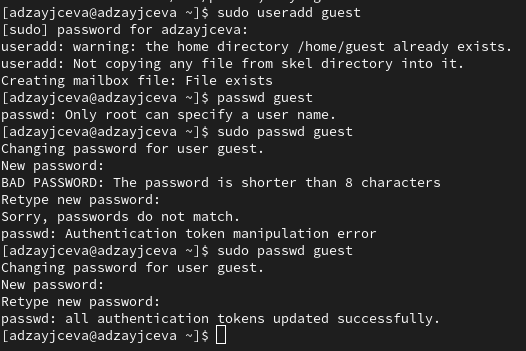 [adzayjceva@adzayjceva ~]$ sudo useradd guest
[sudo] password for adzayjceva:
useradd: warning: the home directory /home/guest already exists.
useradd: Not copying any file from skel directory into it.
Creating mailbox file: File exists
[adzayjceva@adzayjceva ~]$ passwd guest
passwd: Only root can specify a user name.
[adzayjceva@adzayjceva ~]$ sudo passwd guest
Changing password for user guest.
New password:
BAD PASSWORD: The password is shorter than 8 characters
Retype new password:
Sorry, passwords do not match.
passwd: Authentication token manipulation error
[adzayjceva@adzayjceva ~]$ sudo passwd guest
Changing password for user guest.
New password:
Retype new password:
passwd: all authentication tokens updated successfully.
[adzayjceva@adzayjceva ~]$